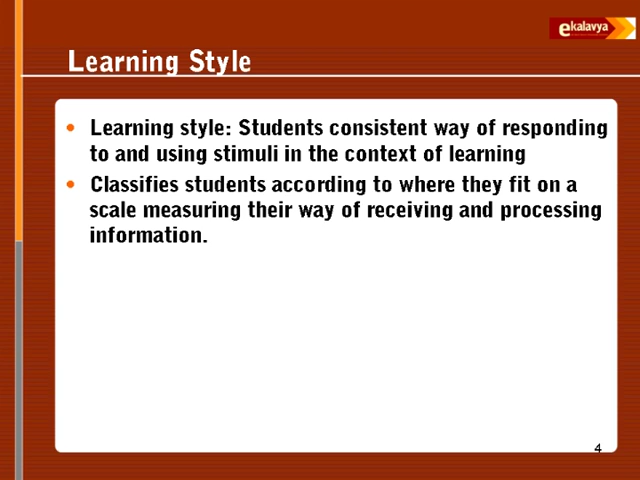 ekalavya
Learning Style
• Learning style: Students consistent way of responding
to and using stimuli in the context of learning
• Classifies students according to where they fit on a
scale measuring their way of receiving and processing
information.
4